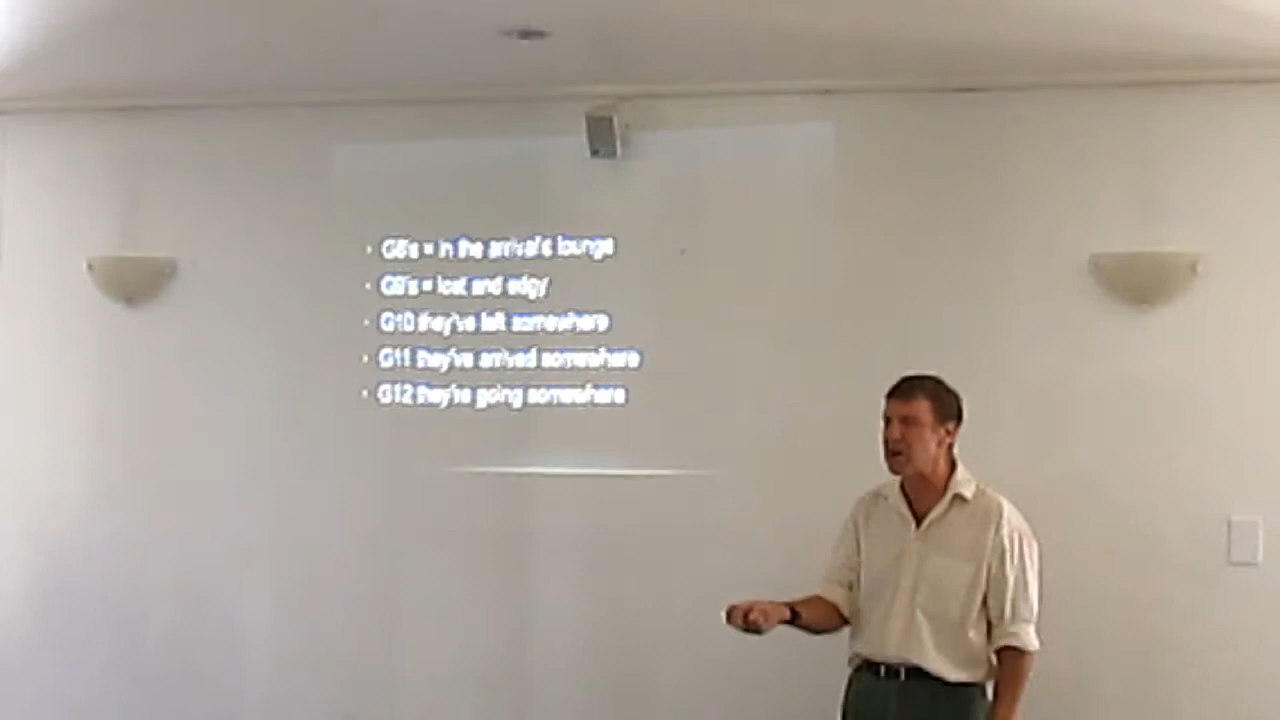 • G8's = in the arrivals lounge
• G9's = lost and edgy
• G10 they've left somewhere
• G11 they've arrived somewhere
• G12 they're going somewhere